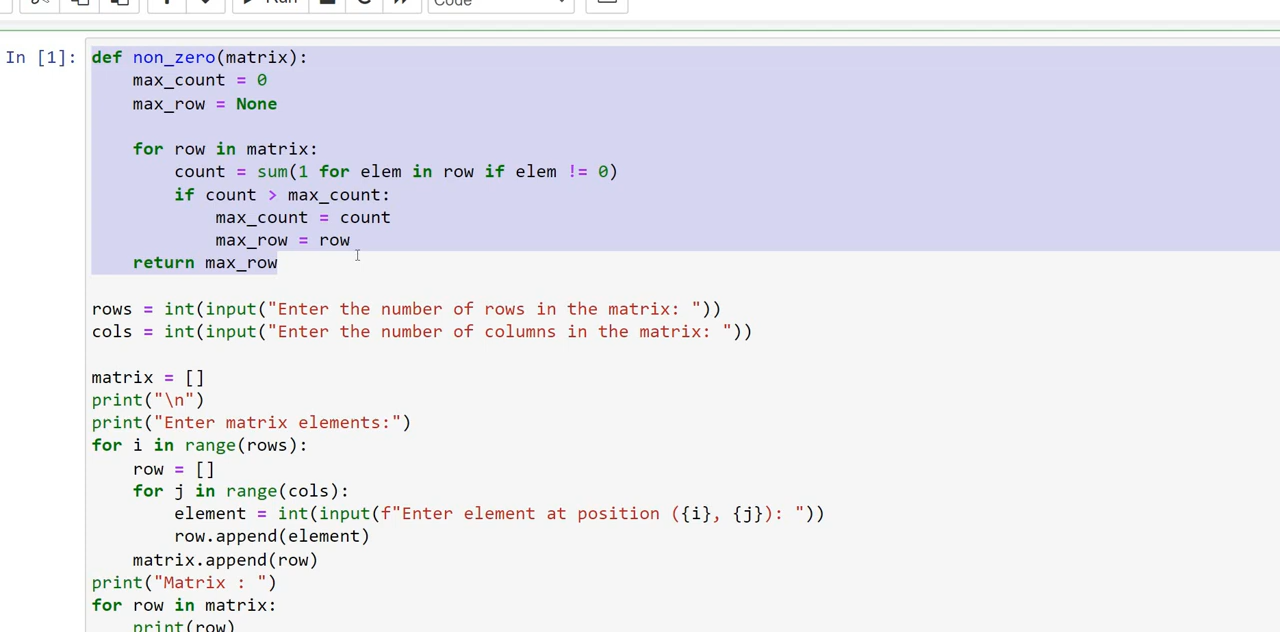 Run
Code
In [1]:
def non_zero(matrix):
    max_count = 0
    max_row = None

    for row in matrix:
        count = sum(1 for elem in row if elem != 0)
        if count > max_count:
            max_count = count
            max_row = row
    return max_row

rows = int(input("Enter the number of rows in the matrix: "))
cols = int(input("Enter the number of columns in the matrix: "))

matrix = []
print("\n")
print("Enter matrix elements:")
for i in range(rows):
    row = []
    for j in range(cols):
        element = int(input(f"Enter element at position ({i}, {j}): "))
        row.append(element)
    matrix.append(row)
print("Matrix : ")
for row in matrix:
    print(row)